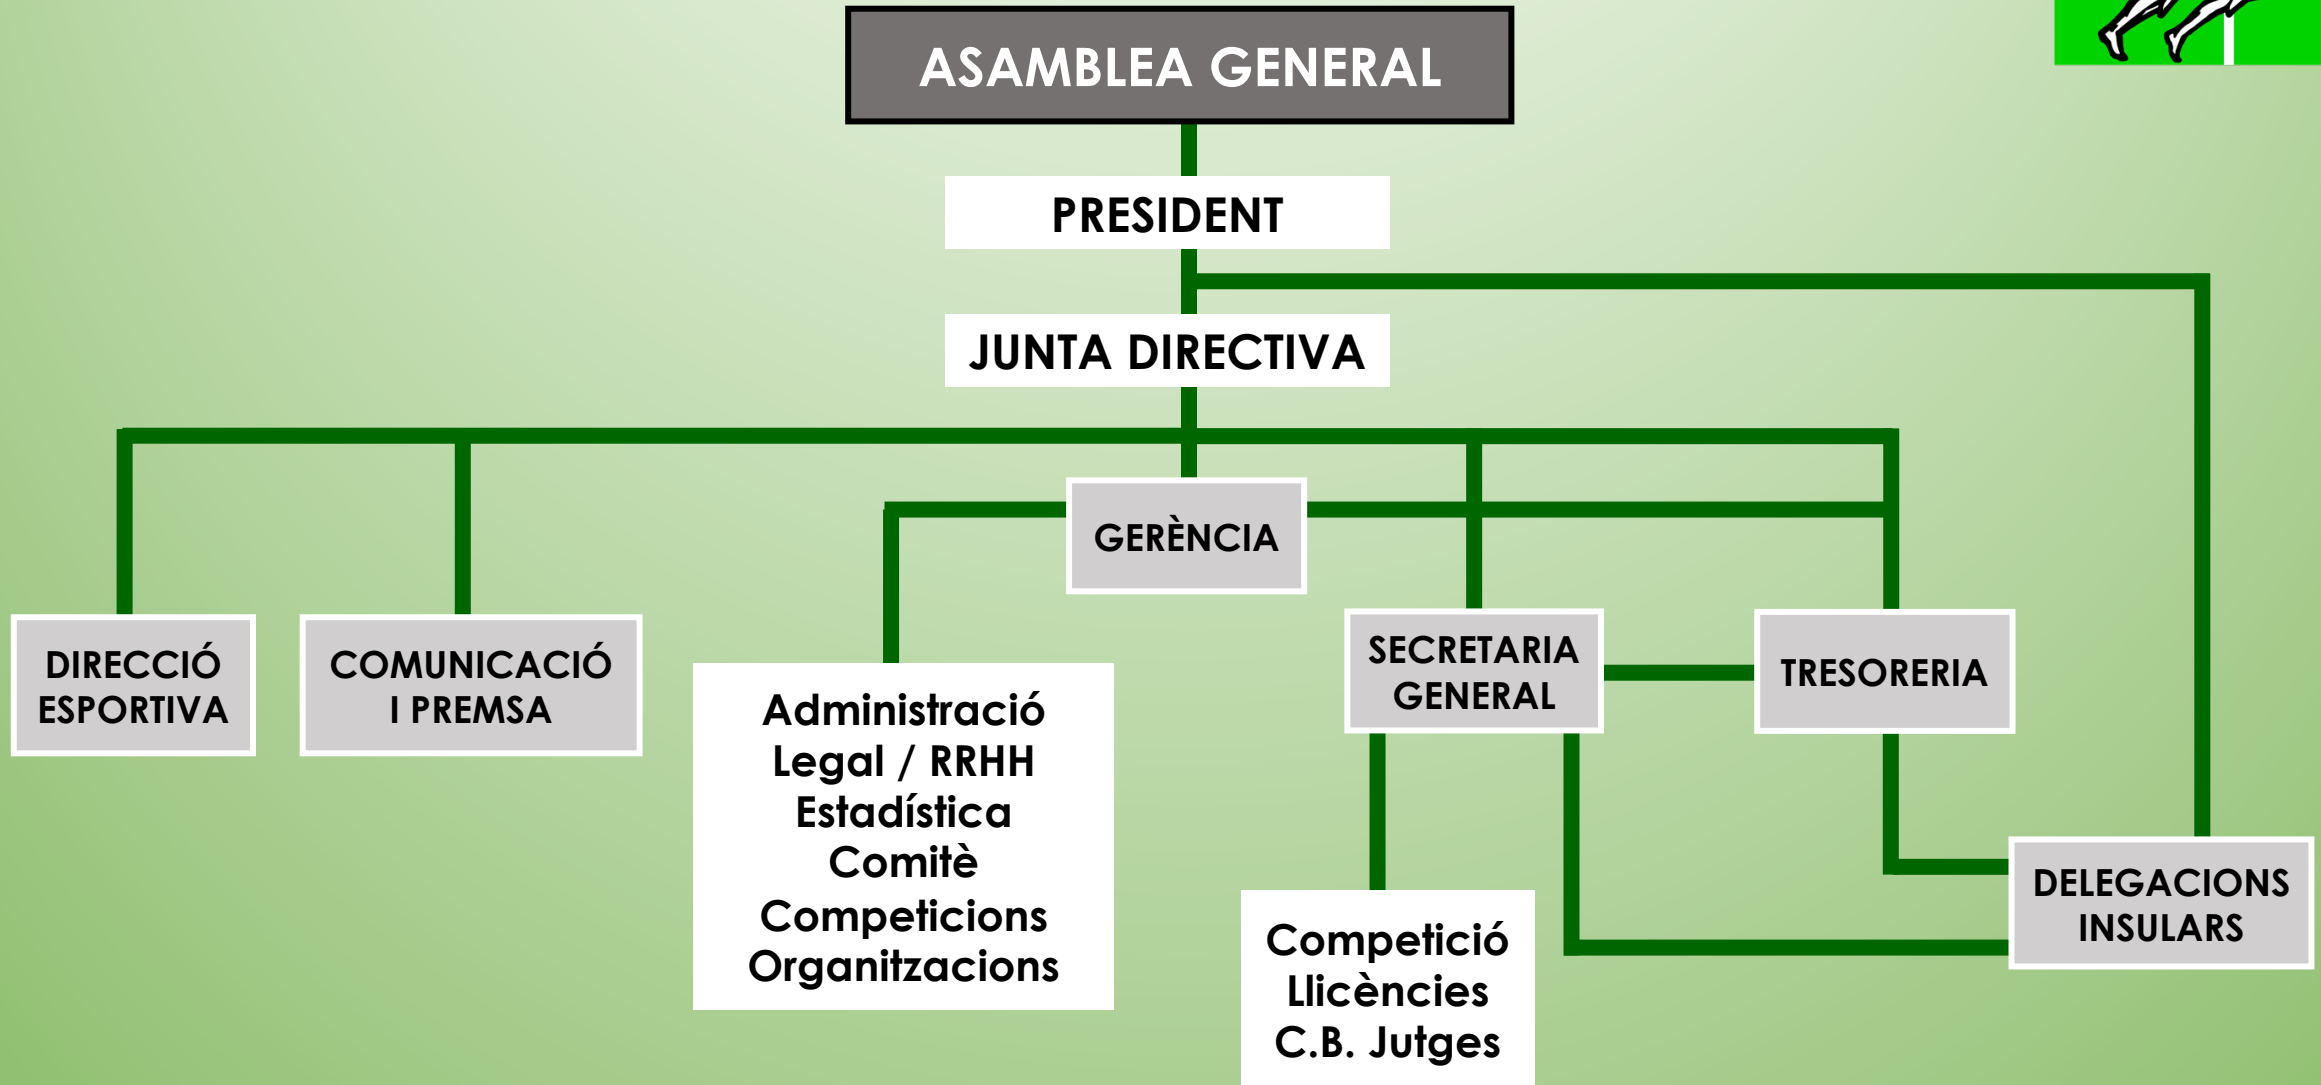 ASAMBLEA GENERAL
PRESIDENT
JUNTA DIRECTIVA
GERÈNCIA
DIRECCIÓ
ESPORTIVA
COMUNICACIÓ
I PREMSA
Administració
Legal / RRHH
Estadística
Comitè
Competicions
Organitzacions
SECRETARIA
GENERAL
TRESORERIA
Competició
Llicències
C.B. Jutges
DELEGACIONS
INSULARS